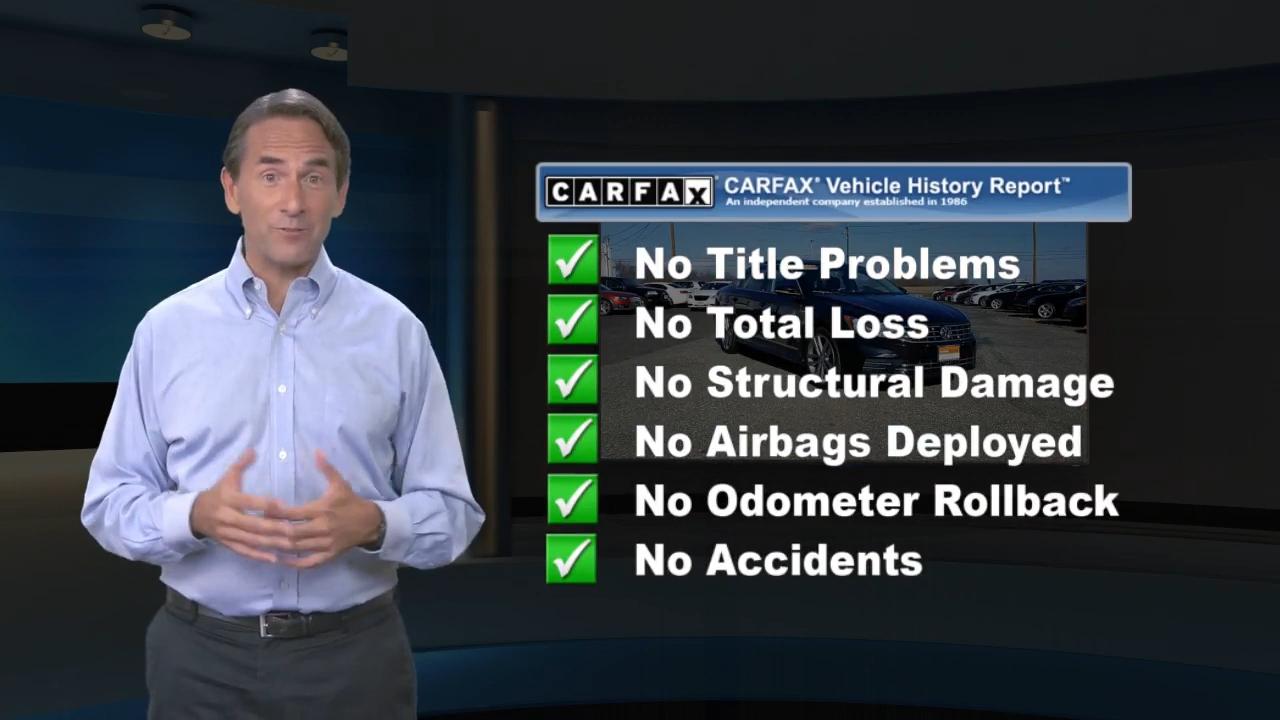 CARFAX
CARFAX® Vehicle History Report™
An independent company established in 1986
No Title Problems
No Total Loss
No Structural Damage
No Airbags Deployed
No Odometer Rollback
No Accidents